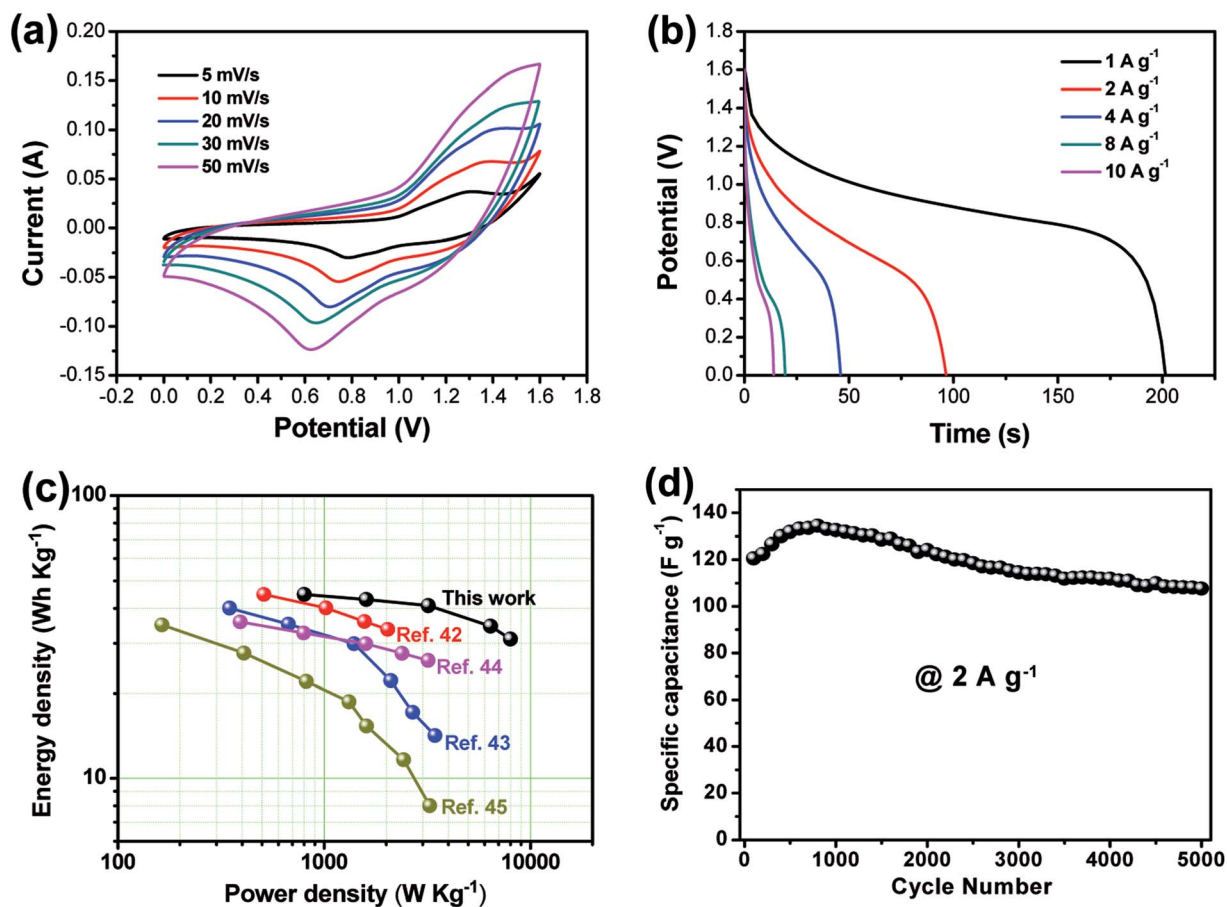 (a)
0.20
0.15
0.10
0.05
0.00
-0.05
-0.10
-0.15
Current (A)
5 mV/s
10 mV/s
20 mV/s
30 mV/s
50 mV/s
-0.2 0.0 0.2 0.4 0.6 0.8 1.0 1.2 1.4 1.6 1.8
Potential (V)
(b)
1.8
1.6
1.4
1.2
1.0
0.8
0.6
0.4
0.2
0.0
Potential (V)
1 A g⁻¹
2 A g⁻¹
4 A g⁻¹
8 A g⁻¹
10 A g⁻¹
0 50 100 150 200
Time (s)
(c)
100
10
Energy density (Wh Kg⁻¹)
This work
Ref. 42
Ref. 44
Ref. 43
Ref. 45
100 1000 10000
Power density (W Kg⁻¹)
(d)
140
120
100
80
60
40
20
0
Specific capacitance (F g⁻¹)
@ 2 A g⁻¹
0 1000 2000 3000 4000 5000
Cycle Number